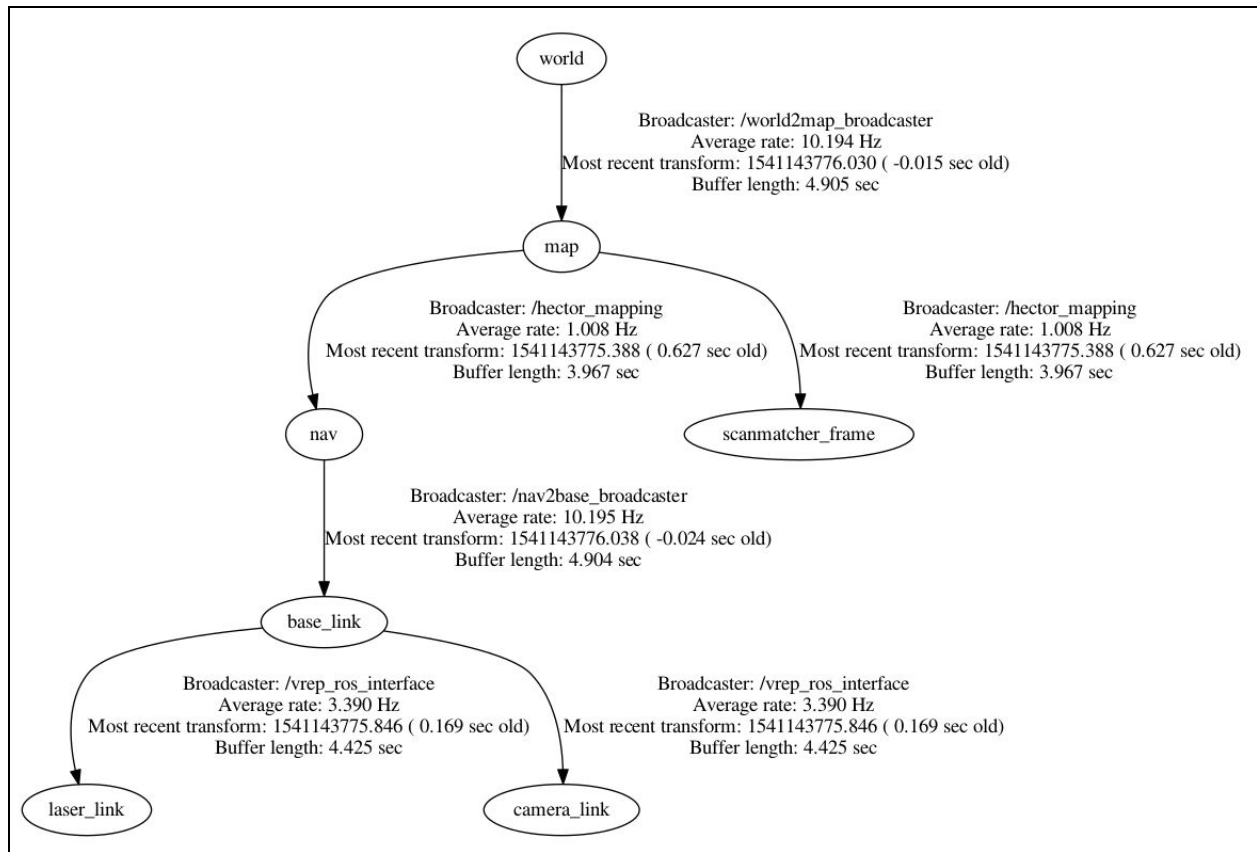 world
Broadcaster: /world2map_broadcaster
Average rate: 10.194 Hz
Most recent transform: 1541143776.030 ( -0.015 sec old)
Buffer length: 4.905 sec
map
Broadcaster: /hector_mapping
Average rate: 1.008 Hz
Most recent transform: 1541143775.388 ( 0.627 sec old)
Buffer length: 3.967 sec
Broadcaster: /hector_mapping
Average rate: 1.008 Hz
Most recent transform: 1541143775.388 ( 0.627 sec old)
Buffer length: 3.967 sec
nav
scanmatcher_frame
Broadcaster: /nav2base_broadcaster
Average rate: 10.195 Hz
Most recent transform: 1541143776.038 ( -0.024 sec old)
Buffer length: 4.904 sec
base_link
Broadcaster: /vrep_ros_interface
Average rate: 3.390 Hz
Most recent transform: 1541143775.846 ( 0.169 sec old)
Buffer length: 4.425 sec
Broadcaster: /vrep_ros_interface
Average rate: 3.390 Hz
Most recent transform: 1541143775.846 ( 0.169 sec old)
Buffer length: 4.425 sec
laser_link
camera_link